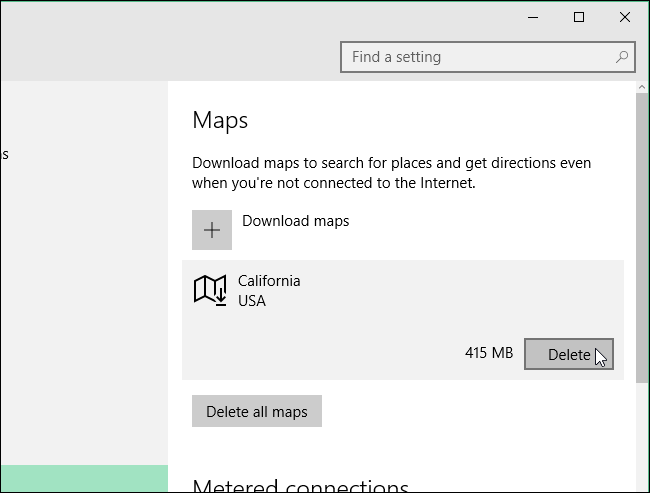 Find a setting
s
Maps
Download maps to search for places and get directions even
when you're not connected to the Internet.
Download maps
California
USA
415 MB
Delete
Delete all maps
Metered connections